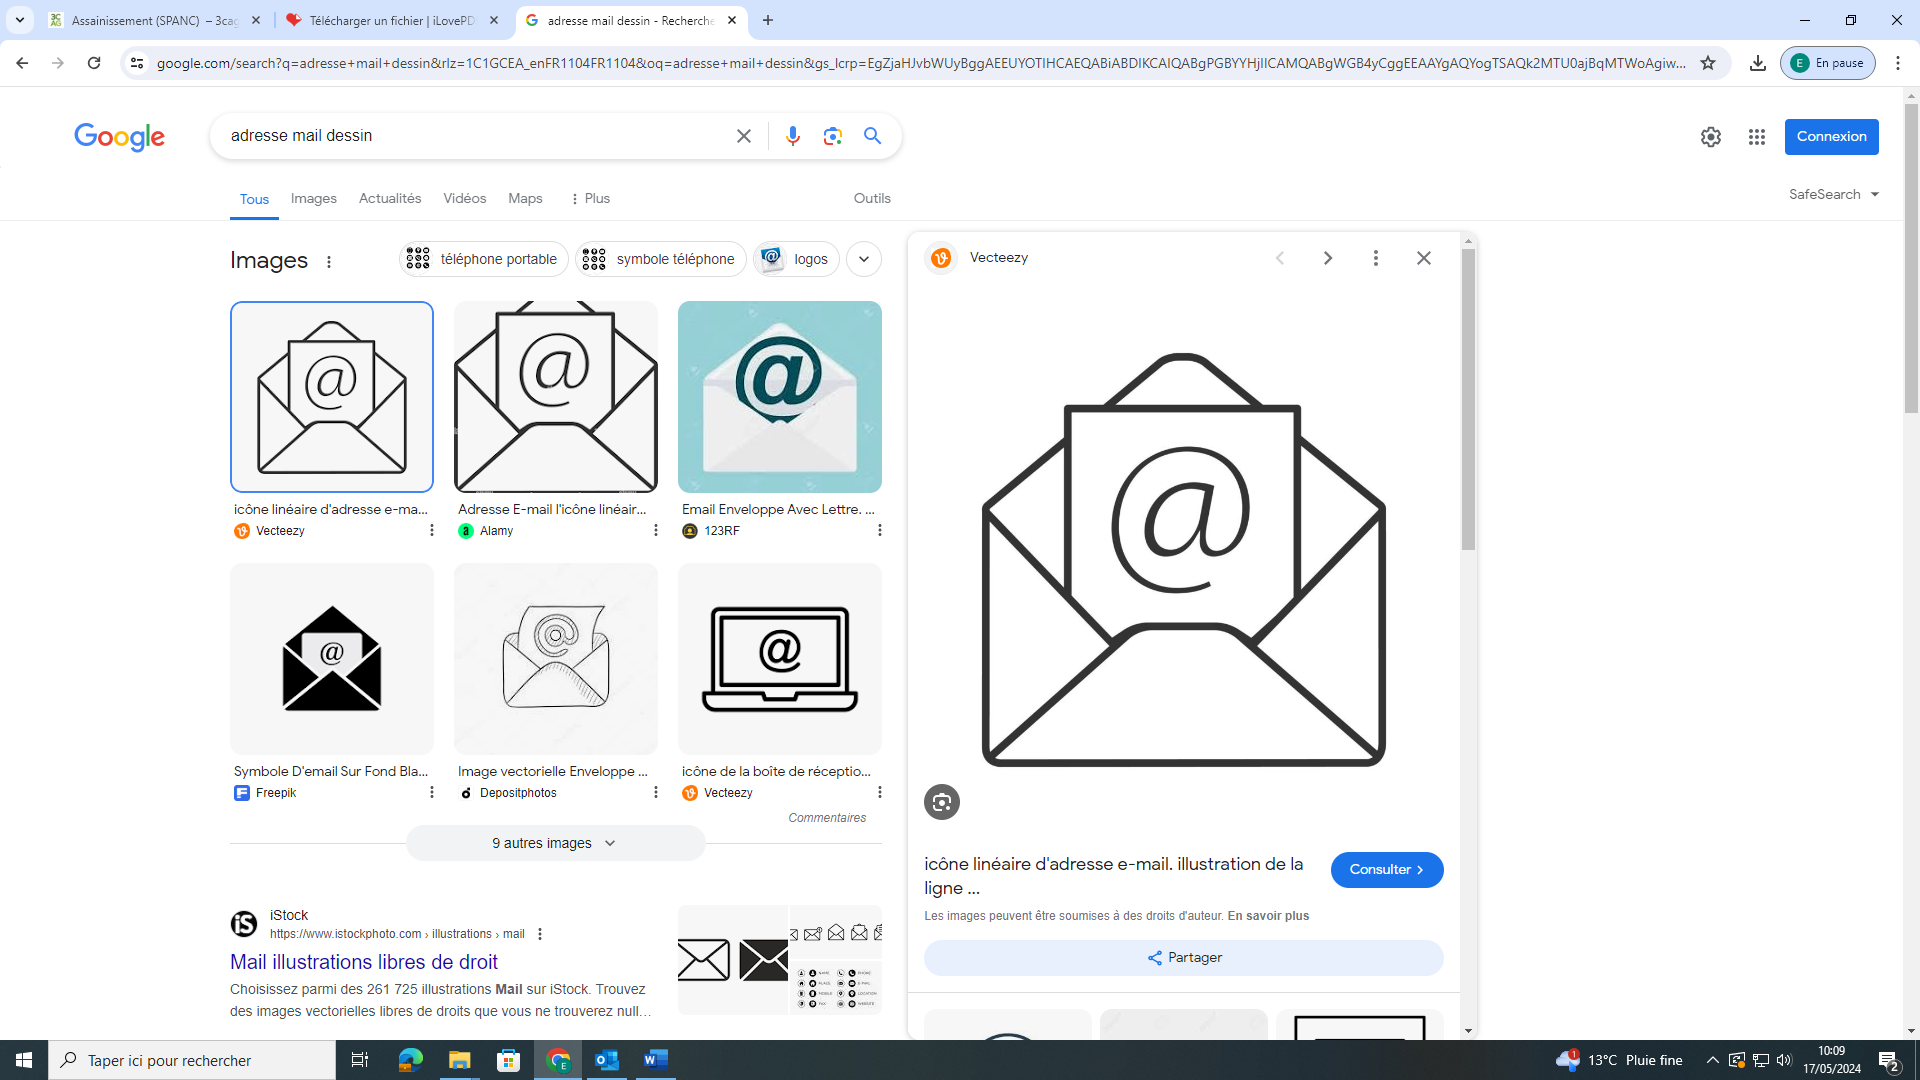 Assainissement (SPANC) – 3cag
Télécharger un fichier | iLovePD
adresse mail dessin - Recherche
google.com/search?q=adresse+mail+dessin&rlz=1C1GCEA_enFR1104FR1104&oq=adresse+mail+dessin&gs_lcrp=EgZjaHJvbWUyBggAEEUYOTIHCAEQABiABDIKCAIQABgPGBYYHjIICAMQABgWGB4yCggEEAAYgAQYogTSAQk2MTU0ajBqMTWoAgiw...
E En pause
Google
adresse mail dessin
Connexion
Tous Images Actualités Vidéos Maps Plus Outils
SafeSearch
Images
téléphone portable
symbole téléphone
logos
Vecteezy
icône linéaire d'adresse e-ma...
Vecteezy
Adresse E-mail l'icône linéair...
a Alamy
Email Enveloppe Avec Lettre. ...
123RF
Symbole D'email Sur Fond Bla...
Freepik
Image vectorielle Enveloppe ...
Depositphotos
icône de la boîte de réceptio...
Vecteezy
Commentaires
9 autres images
iS iStock
https://www.istockphoto.com › illustrations › mail
Mail illustrations libres de droit
Choisissez parmi des 261 725 illustrations Mail sur iStock. Trouvez
des images vectorielles libres de droits que vous ne trouverez null...
@
icône linéaire d'adresse e-mail. illustration de la
ligne ...
Consulter
Les images peuvent être soumises à des droits d'auteur. En savoir plus
Partager
Taper ici pour rechercher
13°C Pluie fine
10:09
17/05/2024
2